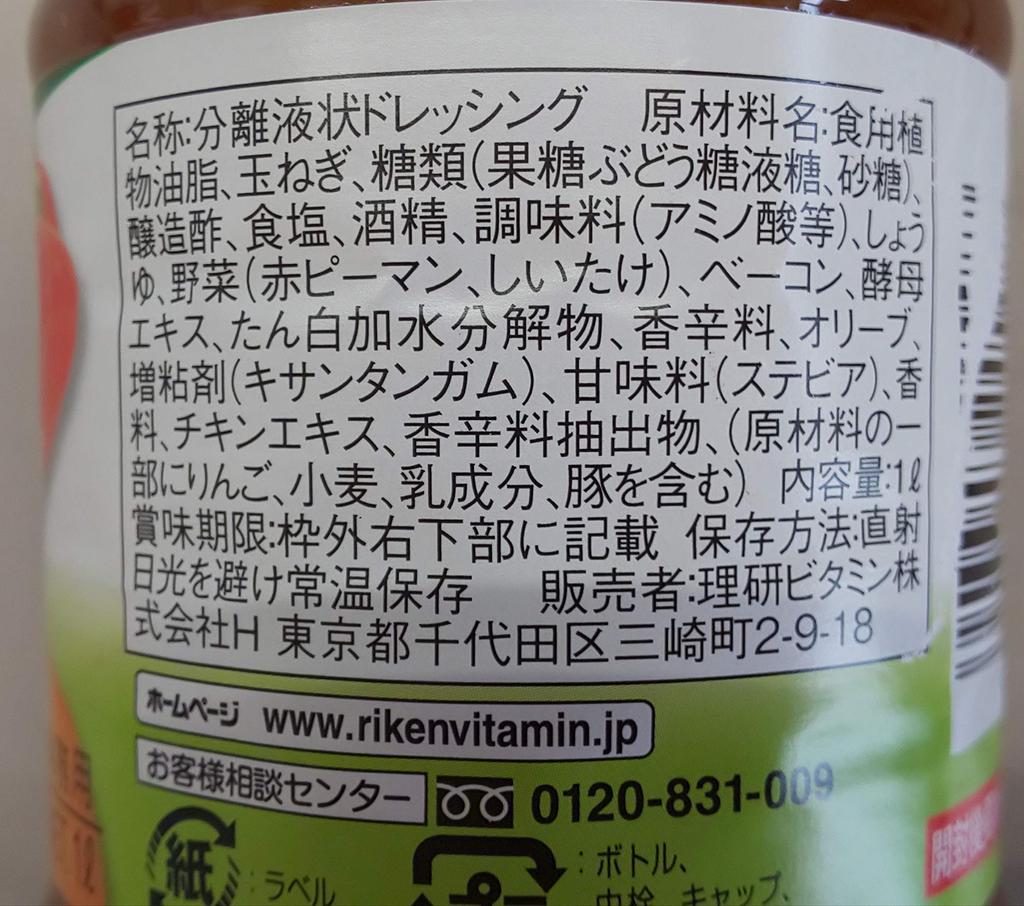 名称:分離液状ドレッシング　原材料名:食用植
物油脂、玉ねぎ、糖類(果糖ぶどう糖液糖、砂糖)、
醸造酢、食塩、酒精、調味料(アミノ酸等)、しょう
ゆ、野菜(赤ピーマン、しいたけ)、ベーコン、酵母
エキス、たん白加水分解物、香辛料、オリーブ、
増粘剤(キサンタンガム)、甘味料(ステビア)、香
料、チキンエキス、香辛料抽出物、(原材料の一
部にりんご、小麦、乳成分、豚を含む)　内容量:1ℓ
賞味期限:枠外右下部に記載　保存方法:直射
日光を避け常温保存　販売者:理研ビタミン株
式会社H 東京都千代田区三崎町2-9-18
ホームページ www.rikenvitamin.jp
お客様相談センター 0120-831-009
紙 :ラベル
:ボトル、
中栓、キャップ、
用
1ℓ
開封後